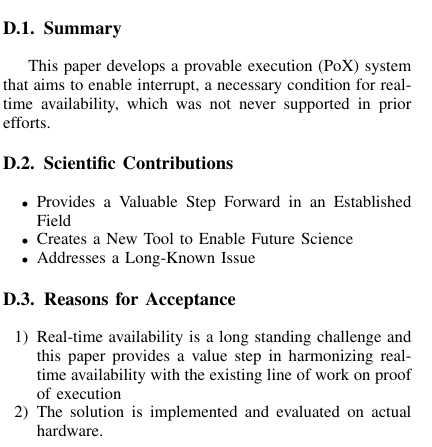 D.1. Summary
This paper develops a provable execution (PoX) system
that aims to enable interrupt, a necessary condition for real-
time availability, which was not never supported in prior
efforts.
D.2. Scientific Contributions
• Provides a Valuable Step Forward in an Established
Field
• Creates a New Tool to Enable Future Science
• Addresses a Long-Known Issue
D.3. Reasons for Acceptance
1) Real-time availability is a long standing challenge and
this paper provides a value step in harmonizing real-
time availability with the existing line of work on proof
of execution
2) The solution is implemented and evaluated on actual
hardware.